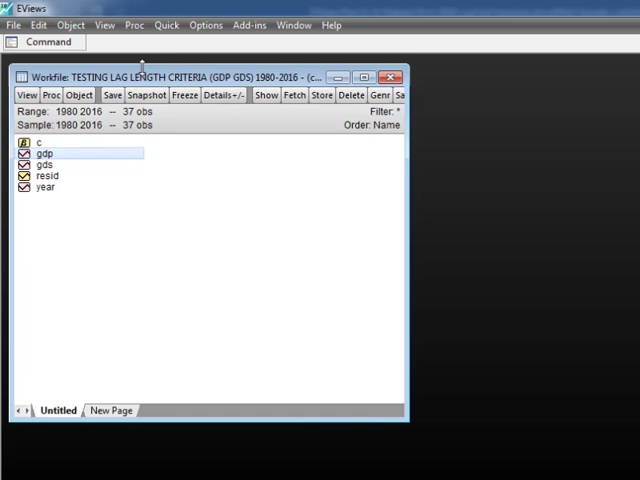 EViews
File Edit Object View Proc Quick Options Add-ins Window Help
Command
Workfile: TESTING LAG LENGTH CRITERIA (GDP GDS) 1980-2016 - (c...
View Proc Object Save Snapshot Freeze Details+/- Show Fetch Store Delete Genr Sa
Range: 1980 2016 -- 37 obs Filter: *
Sample: 1980 2016 -- 37 obs Order: Name
β c
gdp
gds
resid
year
Untitled New Page